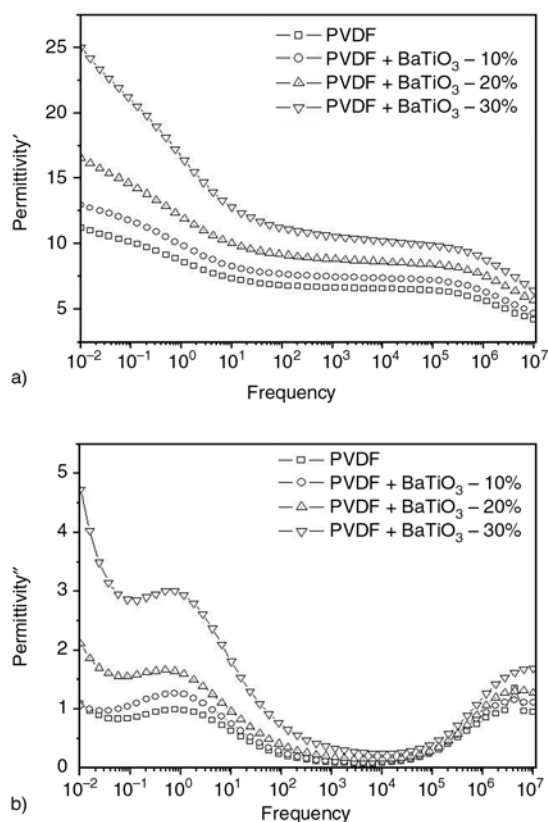 25
20
15
10
5
Permittivity′
PVDF
PVDF + BaTiO₃ – 10%
PVDF + BaTiO₃ – 20%
PVDF + BaTiO₃ – 30%
10⁻² 10⁻¹ 10⁰ 10¹ 10² 10³ 10⁴ 10⁵ 10⁶ 10⁷
a) Frequency
5
4
3
2
1
0
Permittivity″
PVDF
PVDF + BaTiO₃ – 10%
PVDF + BaTiO₃ – 20%
PVDF + BaTiO₃ – 30%
10⁻² 10⁻¹ 10⁰ 10¹ 10² 10³ 10⁴ 10⁵ 10⁶ 10⁷
b) Frequency